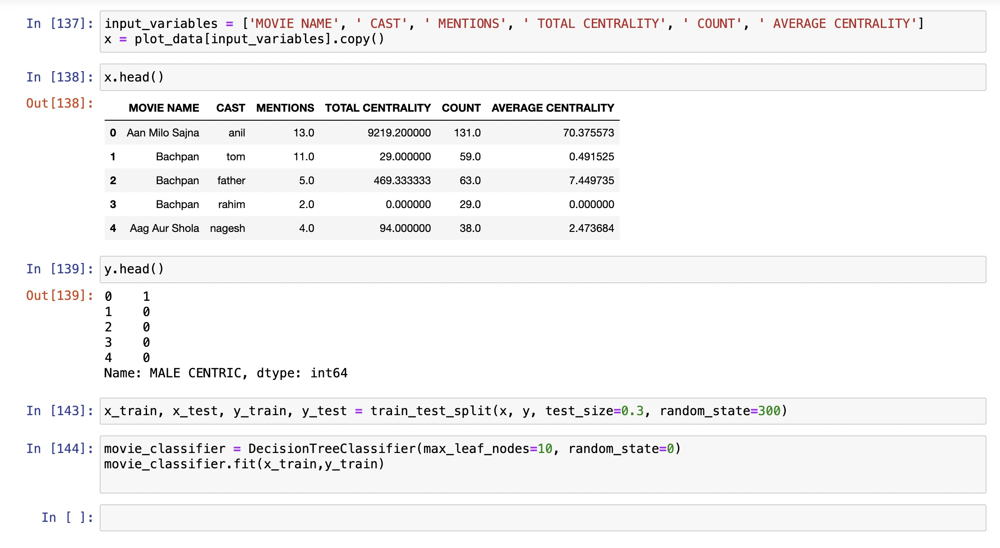 In [137]: input_variables = ['MOVIE NAME', ' CAST', ' MENTIONS', ' TOTAL CENTRALITY', ' COUNT', ' AVERAGE CENTRALITY']
x = plot_data[input_variables].copy()
In [138]: x.head()
Out[138]:
MOVIE NAME CAST MENTIONS TOTAL CENTRALITY COUNT AVERAGE CENTRALITY
0 Aan Milo Sajna anil 13.0 9219.200000 131.0 70.375573
1 Bachpan tom 11.0 29.000000 59.0 0.491525
2 Bachpan father 5.0 469.333333 63.0 7.449735
3 Bachpan rahim 2.0 0.000000 29.0 0.000000
4 Aag Aur Shola nagesh 4.0 94.000000 38.0 2.473684
In [139]: y.head()
Out[139]: 0 1
1 0
2 0
3 0
4 0
Name: MALE CENTRIC, dtype: int64
In [143]: x_train, x_test, y_train, y_test = train_test_split(x, y, test_size=0.3, random_state=300)
In [144]: movie_classifier = DecisionTreeClassifier(max_leaf_nodes=10, random_state=0)
movie_classifier.fit(x_train,y_train)
In [ ]: